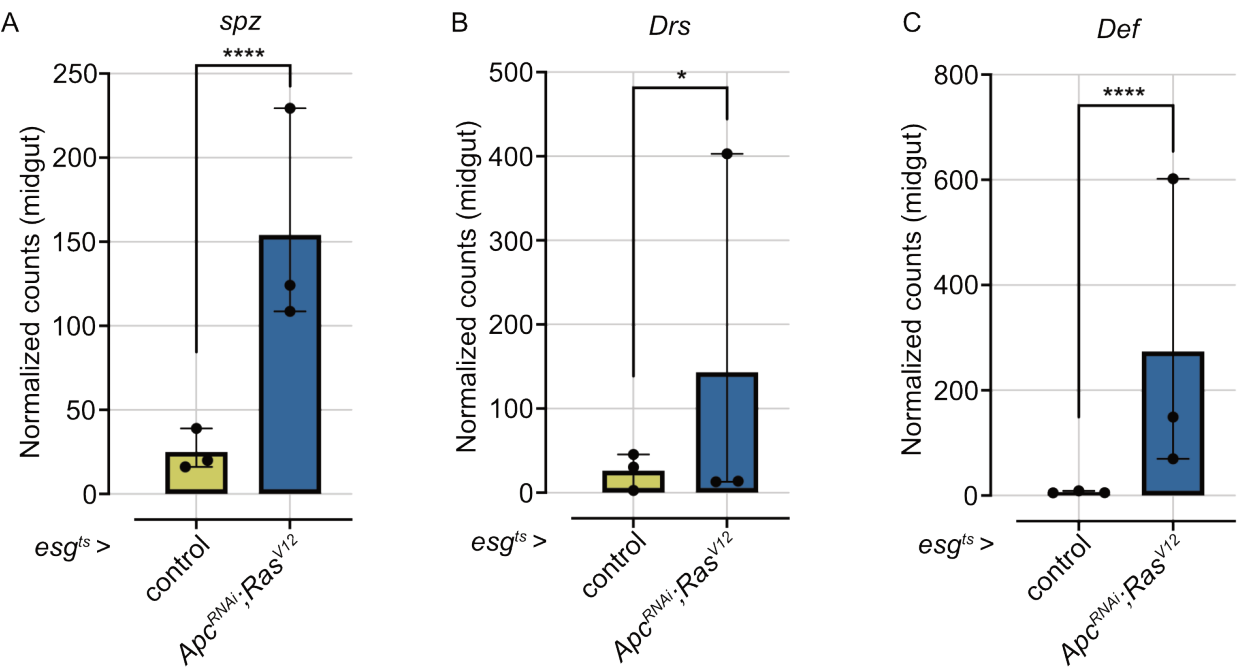 A
spz
****
250
200
150
100
50
0
Normalized counts (midgut)
esgts >
control
ApcRNAi;RasV12
B
Drs
*
500
400
300
200
100
0
Normalized counts (midgut)
esgts >
control
ApcRNAi;RasV12
C
Def
****
800
600
400
200
0
Normalized counts (midgut)
esgts >
control
ApcRNAi;RasV12